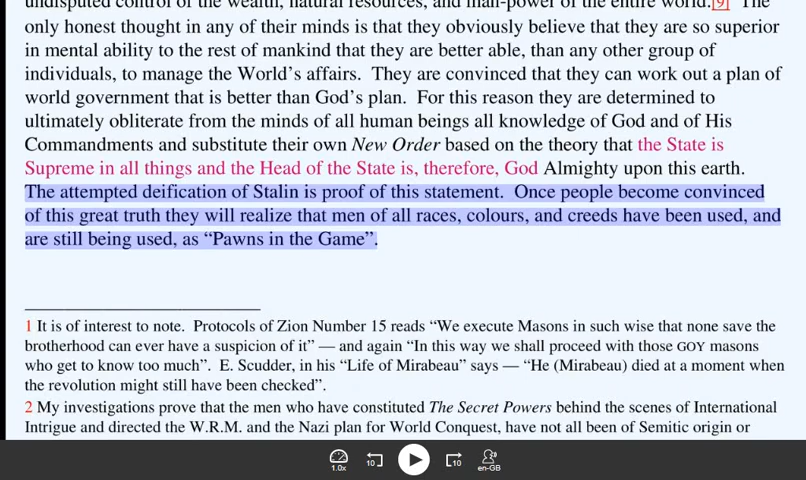 undisputed control of the wealth, natural resources, and man-power of the entire world.[9]  The
only honest thought in any of their minds is that they obviously believe that they are so superior
in mental ability to the rest of mankind that they are better able, than any other group of
individuals, to manage the World’s affairs.  They are convinced that they can work out a plan of
world government that is better than God’s plan.  For this reason they are determined to
ultimately obliterate from the minds of all human beings all knowledge of God and of His
Commandments and substitute their own New Order based on the theory that the State is
Supreme in all things and the Head of the State is, therefore, God Almighty upon this earth.
The attempted deification of Stalin is proof of this statement.  Once people become convinced
of this great truth they will realize that men of all races, colours, and creeds have been used, and
are still being used, as “Pawns in the Game”.
1 It is of interest to note.  Protocols of Zion Number 15 reads “We execute Masons in such wise that none save the
brotherhood can ever have a suspicion of it” — and again “In this way we shall proceed with those GOY masons
who get to know too much”.  E. Scudder, in his “Life of Mirabeau” says — “He (Mirabeau) died at a moment when
the revolution might still have been checked”.
2 My investigations prove that the men who have constituted The Secret Powers behind the scenes of International
Intrigue and directed the W.R.M. and the Nazi plan for World Conquest, have not all been of Semitic origin or
1.0x
10
10
en-GB